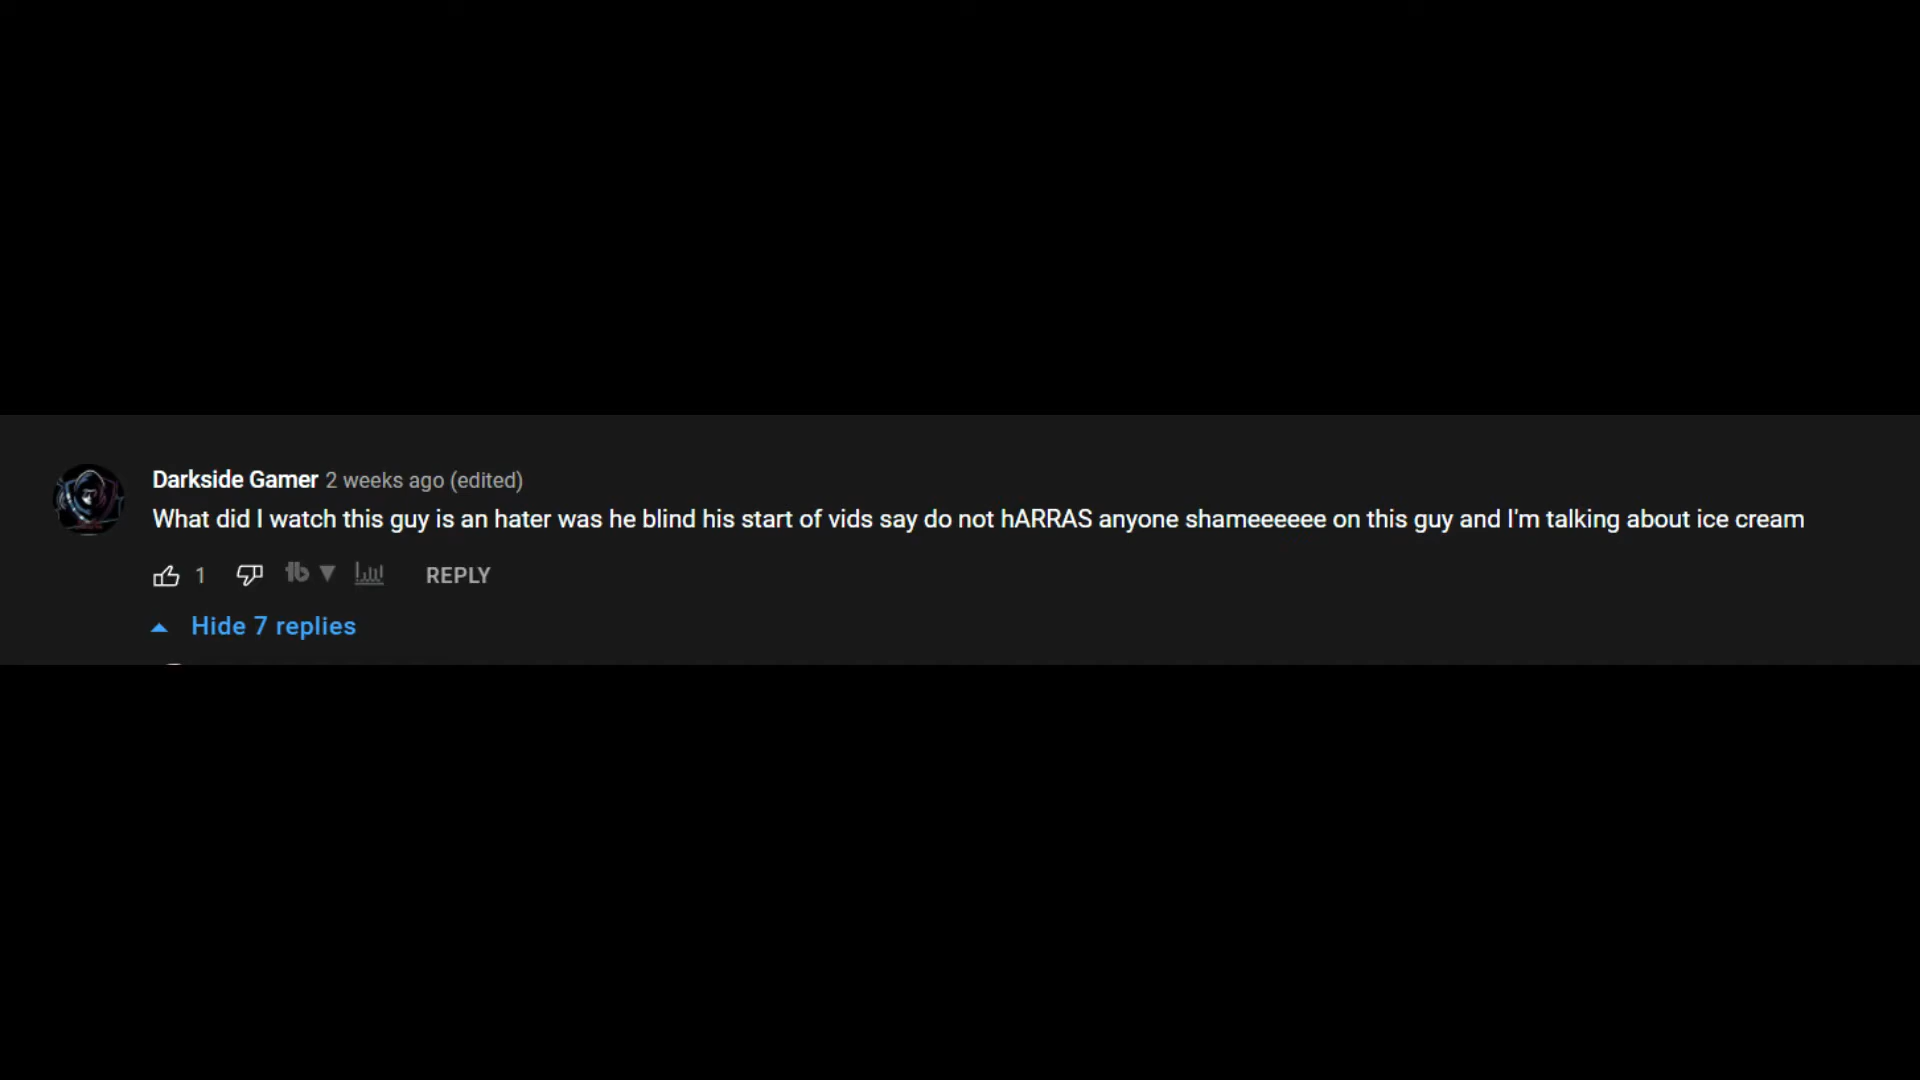 Darkside Gamer 2 weeks ago (edited)
What did I watch this guy is an hater was he blind his start of vids say do not hARRAS anyone shameeeeee on this guy and I'm talking about ice cream
1 tb REPLY
Hide 7 replies